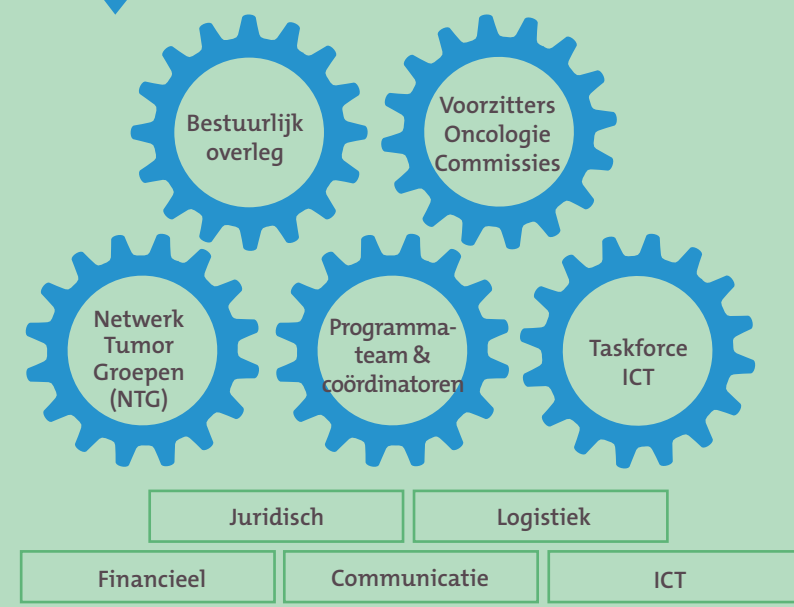 Bestuurlijk
overleg
Voorzitters
Oncologie
Commissies
Netwerk
Tumor
Groepen
(NTG)
Programma-
team &
coördinatoren
Taskforce
ICT
Juridisch
Logistiek
Financieel
Communicatie
ICT